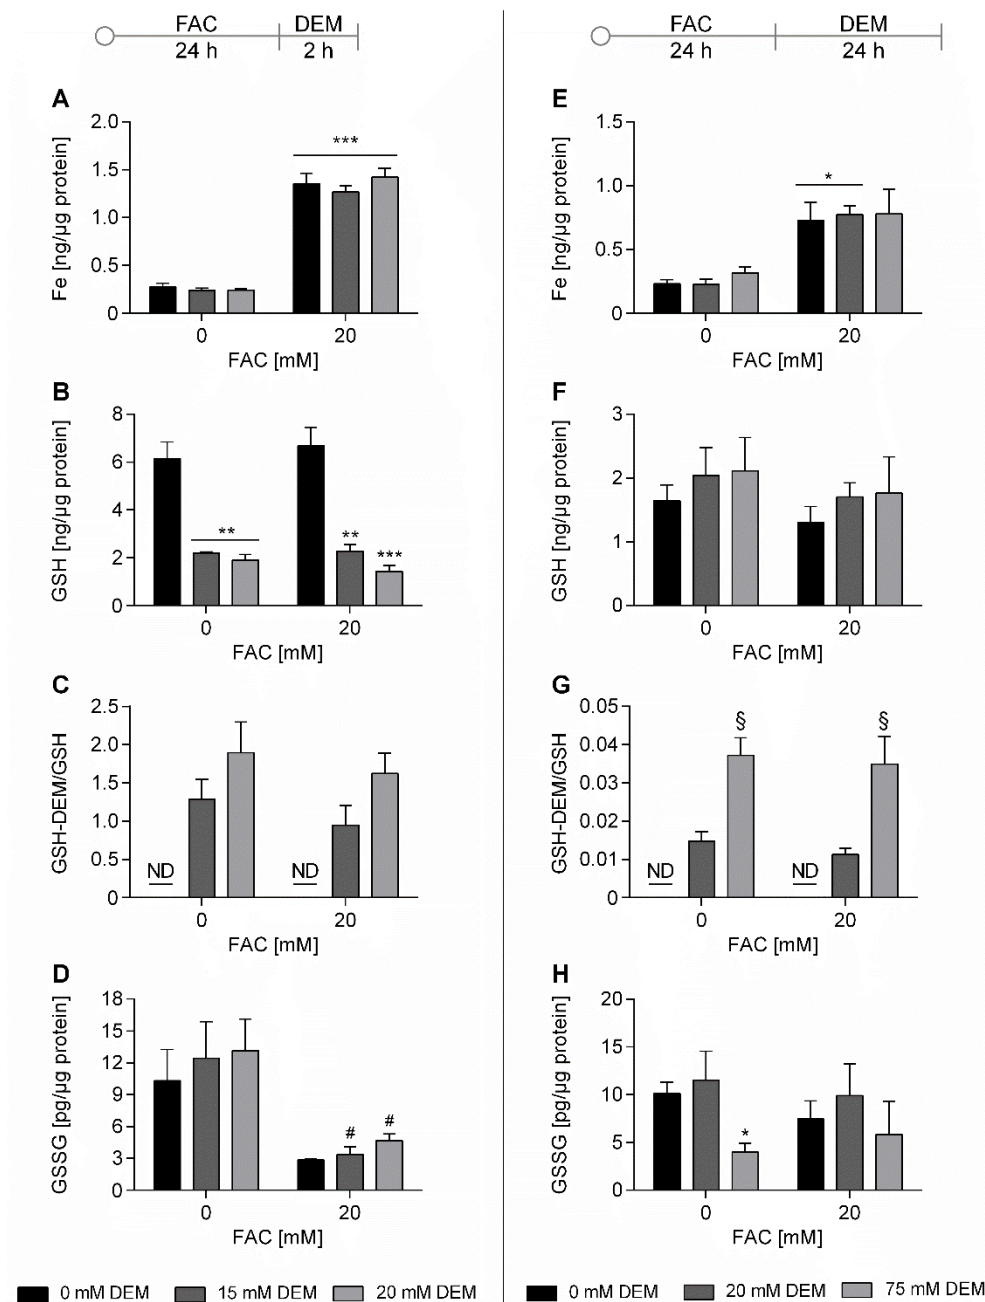 FAC DEM
24 h 2 h
A
Fe [ng/µg protein]
2.0
1.5
1.0
0.5
0
***
0 20
FAC [mM]
B
GSH [ng/µg protein]
8
6
4
2
0
**
**
***
0 20
FAC [mM]
C
GSH-DEM/GSH
2.5
2.0
1.5
1.0
0.5
0
ND ND
0 20
FAC [mM]
D
GSSG [pg/µg protein]
18
15
12
9
6
3
0
# #
0 20
FAC [mM]
0 mM DEM 15 mM DEM 20 mM DEM
FAC DEM
24 h 24 h
E
Fe [ng/µg protein]
1.5
1.0
0.5
0
*
0 20
FAC [mM]
F
GSH [ng/µg protein]
3
2
1
0
0 20
FAC [mM]
G
GSH-DEM/GSH
0.05
0.04
0.03
0.02
0.01
0
§ §
ND ND
0 20
FAC [mM]
H
GSSG [pg/µg protein]
20
15
10
5
0
*
0 20
FAC [mM]
0 mM DEM 20 mM DEM 75 mM DEM